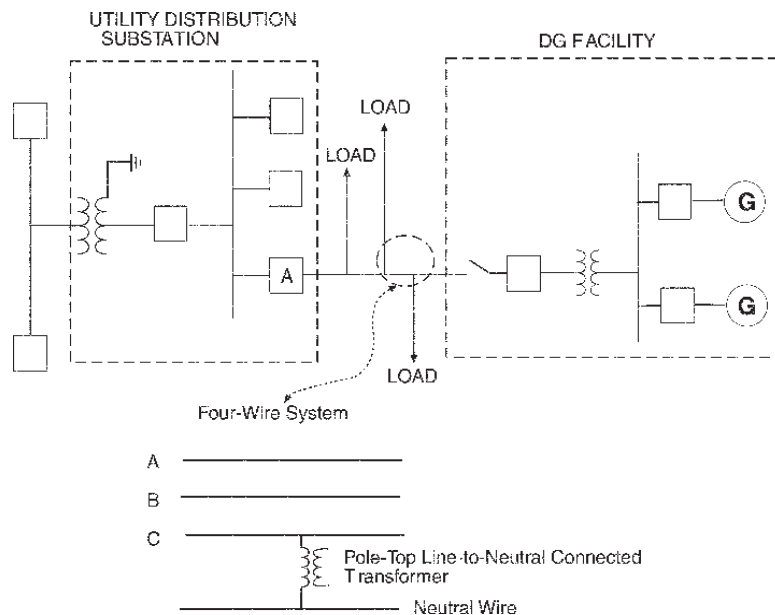 UTILITY DISTRIBUTION
SUBSTATION
DG FACILITY
LOAD
LOAD
G
A
G
LOAD
Four-Wire System
A
B
C
Pole-Top Line-to-Neutral Connected
Transformer
Neutral Wire